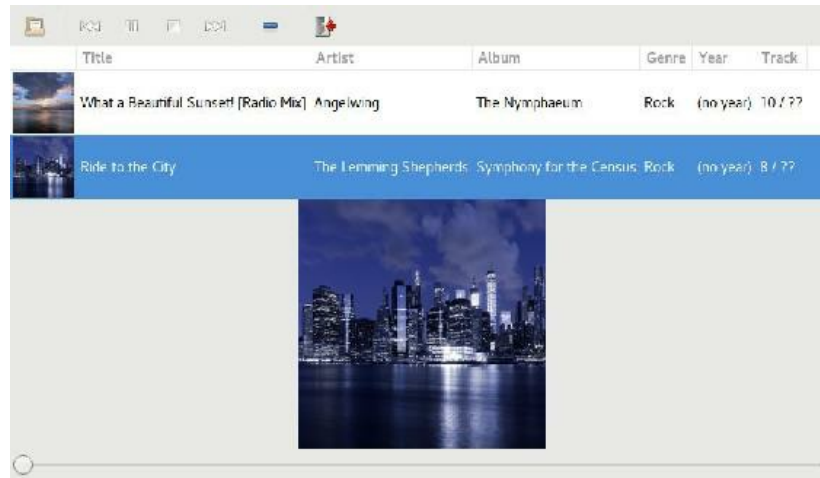 Title Artist Album Genre Year Track
What a Beautiful Sunset! [Radio Mix] Angelwing The Nymphaeum Rock (no year) 10 / ??
Ride to the City The Lemming Shepherds Symphony for the Census Rock (no year) 8 / ??